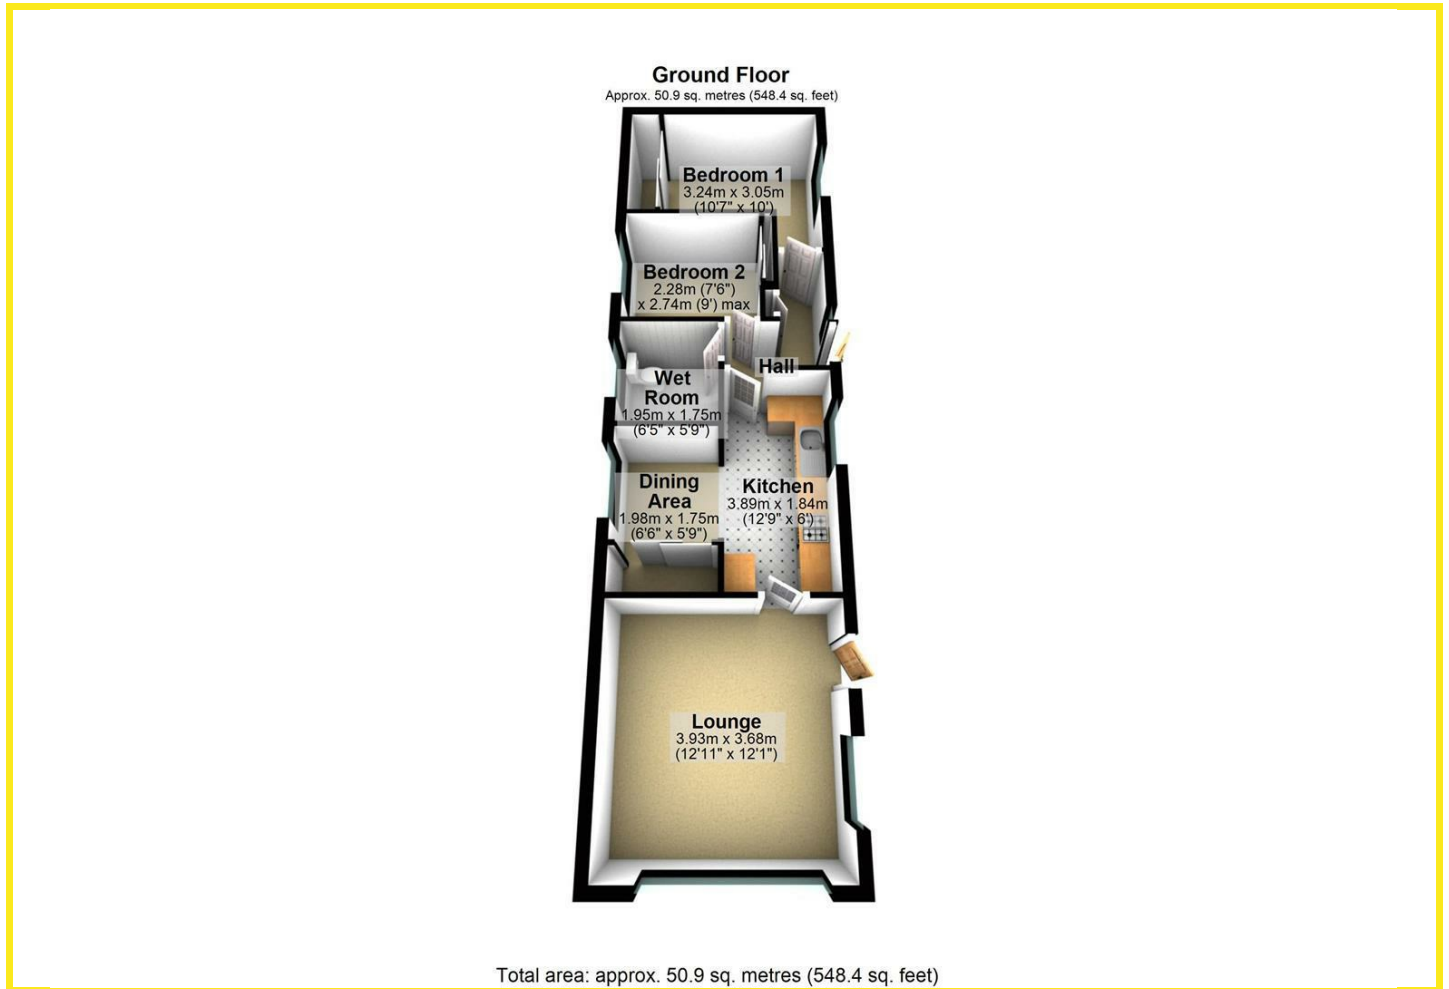 Ground Floor
Approx. 50.9 sq. metres (548.4 sq. feet)
Bedroom 1
3.24m x 3.05m
(10'7" x 10')
Bedroom 2
2.28m (7'6")
x 2.74m (9') max
Hall
Wet
Room
1.95m x 1.75m
(6'5" x 5'9")
Dining
Area
1.98m x 1.75m
(6'6" x 5'9")
Kitchen
3.89m x 1.84m
(12'9" x 6')
Lounge
3.93m x 3.68m
(12'11" x 12'1")
Total area: approx. 50.9 sq. metres (548.4 sq. feet)